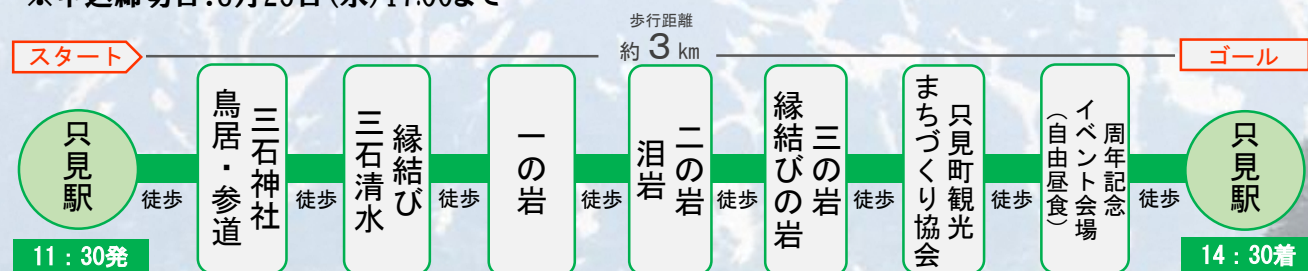 歩行距離
約 3 km
スタート
ゴール
只見駅
11：30発
徒歩
三石神社
鳥居・参道
徒歩
縁結び
三石清水
徒歩
一の岩
徒歩
二の岩
泪岩
徒歩
三の岩
縁結びの岩
徒歩
只見町観光
まちづくり協会
徒歩
周年記念
イベント会場
（自由昼食）
徒歩
只見駅
14：30着